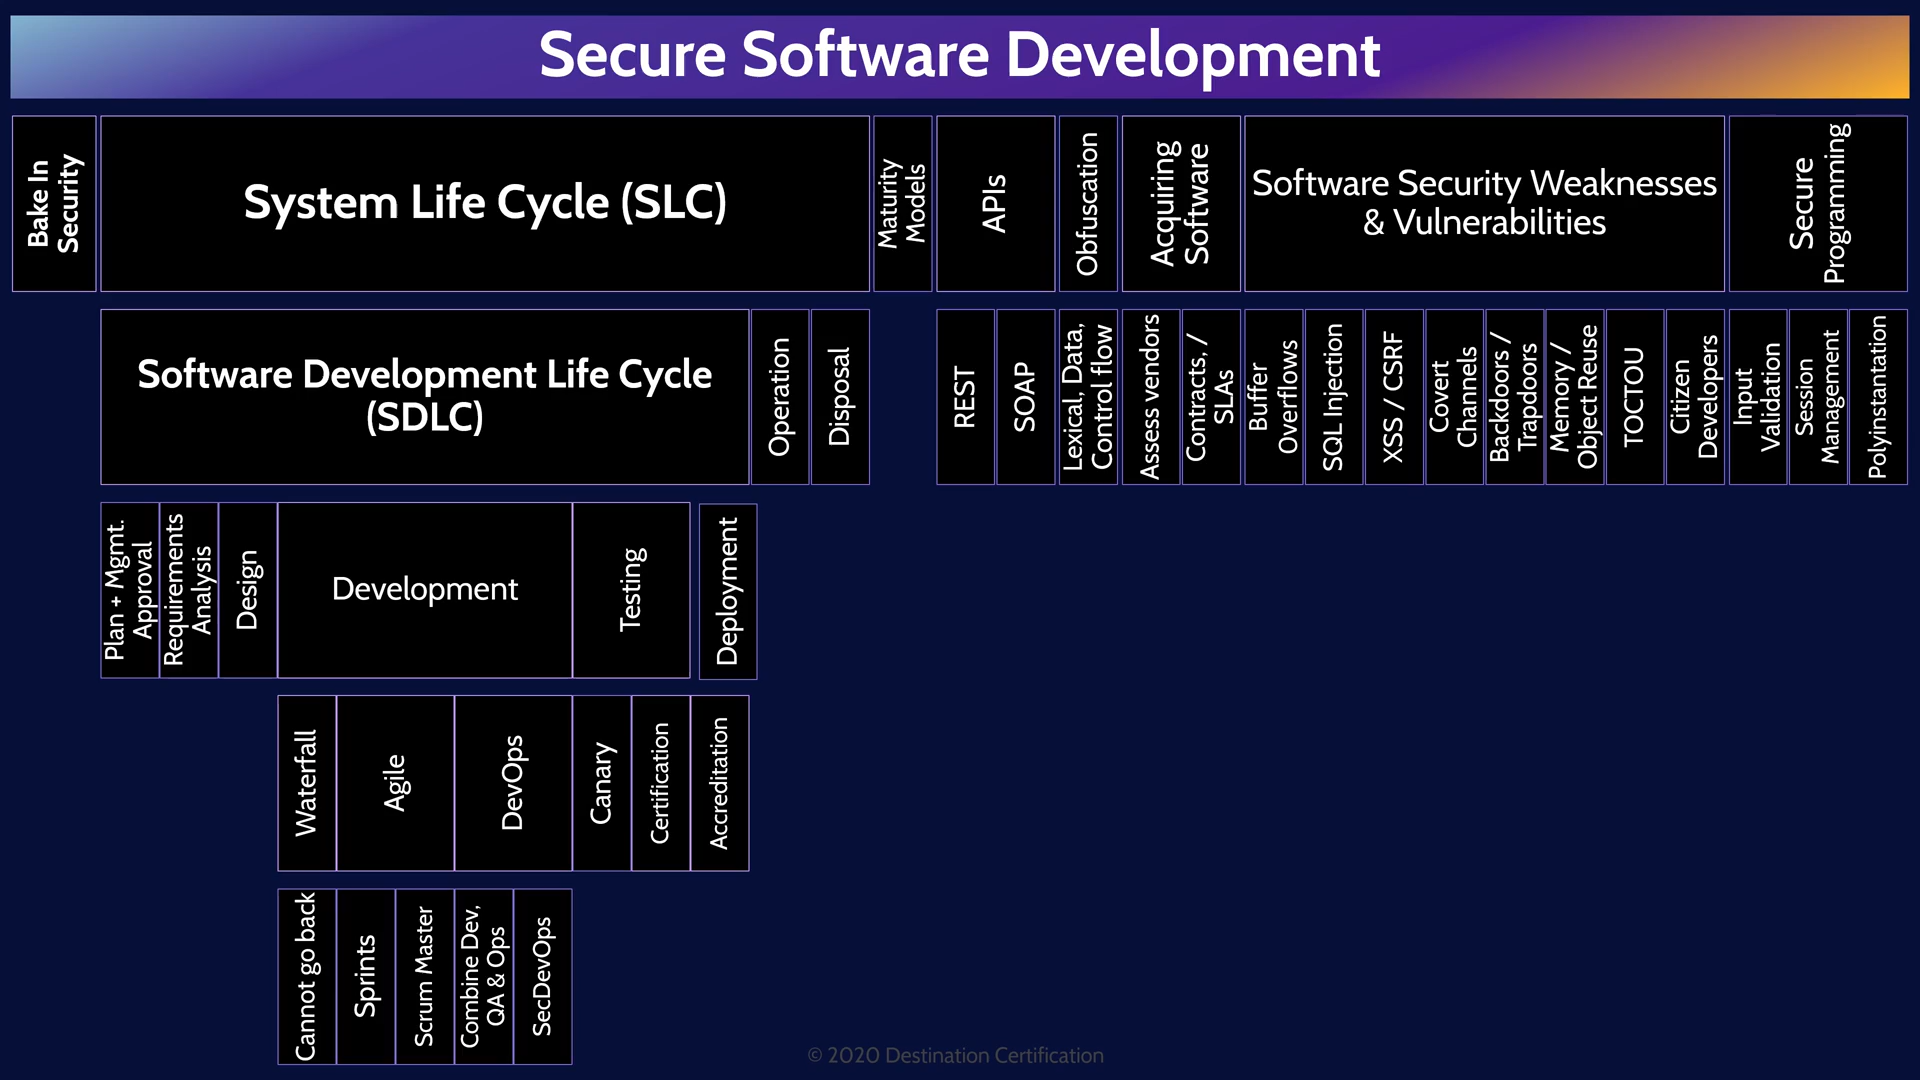 Secure Software Development
Bake In
Security
System Life Cycle (SLC)
Maturity
Models
APIs
Obfuscation
Acquiring
Software
Software Security Weaknesses
& Vulnerabilities
Secure
Programming
Software Development Life Cycle
(SDLC)
Operation
Disposal
REST
SOAP
Lexical, Data,
Control flow
Assess vendors
Contracts, /
SLAs
Buffer
Overflows
SQL Injection
XSS / CSRF
Covert
Channels
Backdoors /
Trapdoors
Memory /
Object Reuse
TOCTOU
Citizen
Developers
Input
Validation
Session
Management
Polyinstantation
Plan + Mgmt.
Approval
Requirements
Analysis
Design
Development
Testing
Deployment
Waterfall
Agile
DevOps
Canary
Certification
Accreditation
Cannot go back
Sprints
Scrum Master
Combine Dev,
QA & Ops
SecDevOps
© 2020 Destination Certification